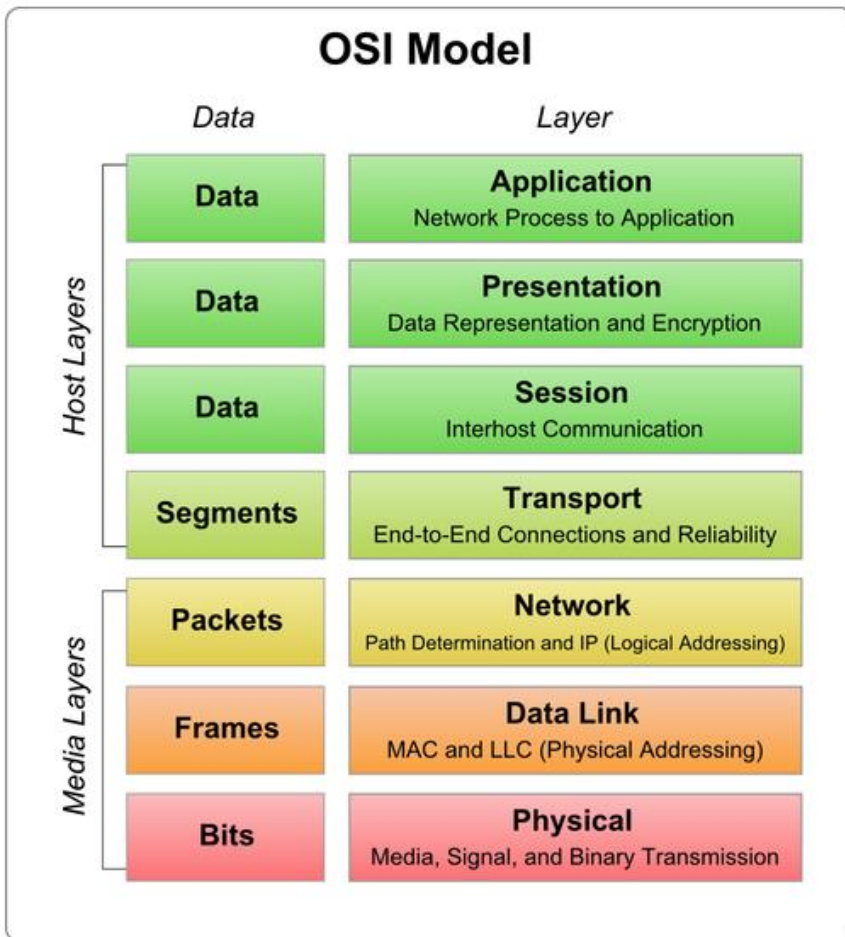 OSI Model
Data
Layer
Host Layers
Data
Application
Network Process to Application
Data
Presentation
Data Representation and Encryption
Data
Session
Interhost Communication
Segments
Transport
End-to-End Connections and Reliability
Media Layers
Packets
Network
Path Determination and IP (Logical Addressing)
Frames
Data Link
MAC and LLC (Physical Addressing)
Bits
Physical
Media, Signal, and Binary Transmission